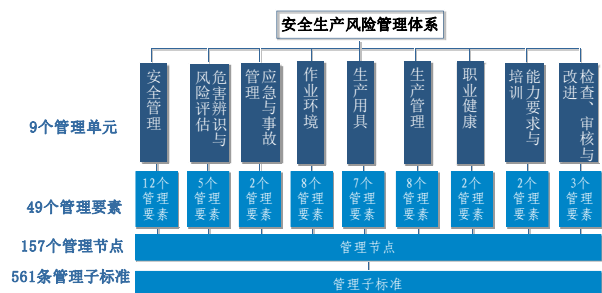 安全生产风险管理体系
9个管理单元
安全管理
危害辨识与
风险评估
应急与事故
管理
作业环境
生产用具
生产管理
职业健康
能力要求与
培训
检查、审核与
改进
49个管理要素
12个
管理
要素
5个
管理
要素
2个
管理
要素
8个
管理
要素
7个
管理
要素
8个
管理
要素
2个
管理
要素
2个
管理
要素
3个
管理
要素
157个管理节点
管理节点
561条管理子标准
管理子标准